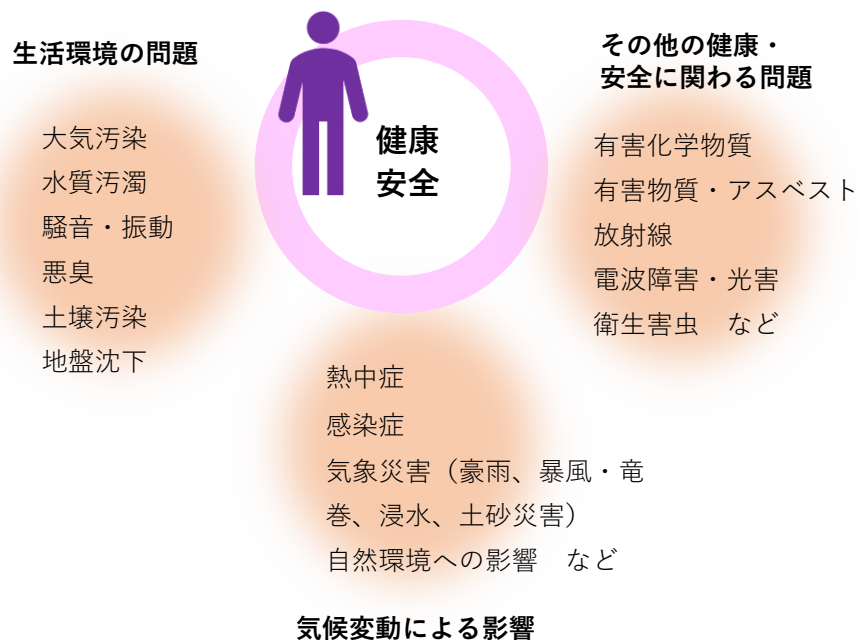 生活環境の問題
大気汚染
水質汚濁
騒音・振動
悪臭
土壌汚染
地盤沈下
健康
安全
その他の健康・
安全に関わる問題
有害化学物質
有害物質・アスベスト
放射線
電波障害・光害
衛生害虫　など
熱中症
感染症
気象災害（豪雨、暴風・竜
巻、浸水、土砂災害）
自然環境への影響　など
気候変動による影響